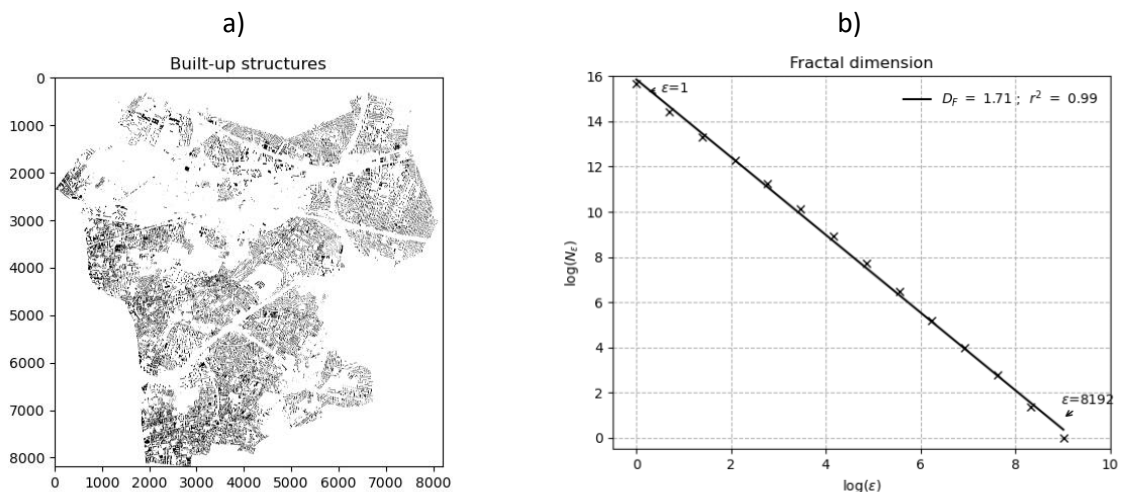 a)
Built-up structures
0
1000
2000
3000
4000
5000
6000
7000
8000
0 1000 2000 3000 4000 5000 6000 7000 8000
b)
Fractal dimension
16
14
12
10
8
6
4
2
0
log(Nε)
ε=1
D_F = 1.71 ; r² = 0.99
ε=8192
0 2 4 6 8 10
log(ε)